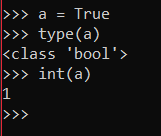 >>> a = True
>>> type(a)
<class 'bool'>
>>> int(a)
1
>>>